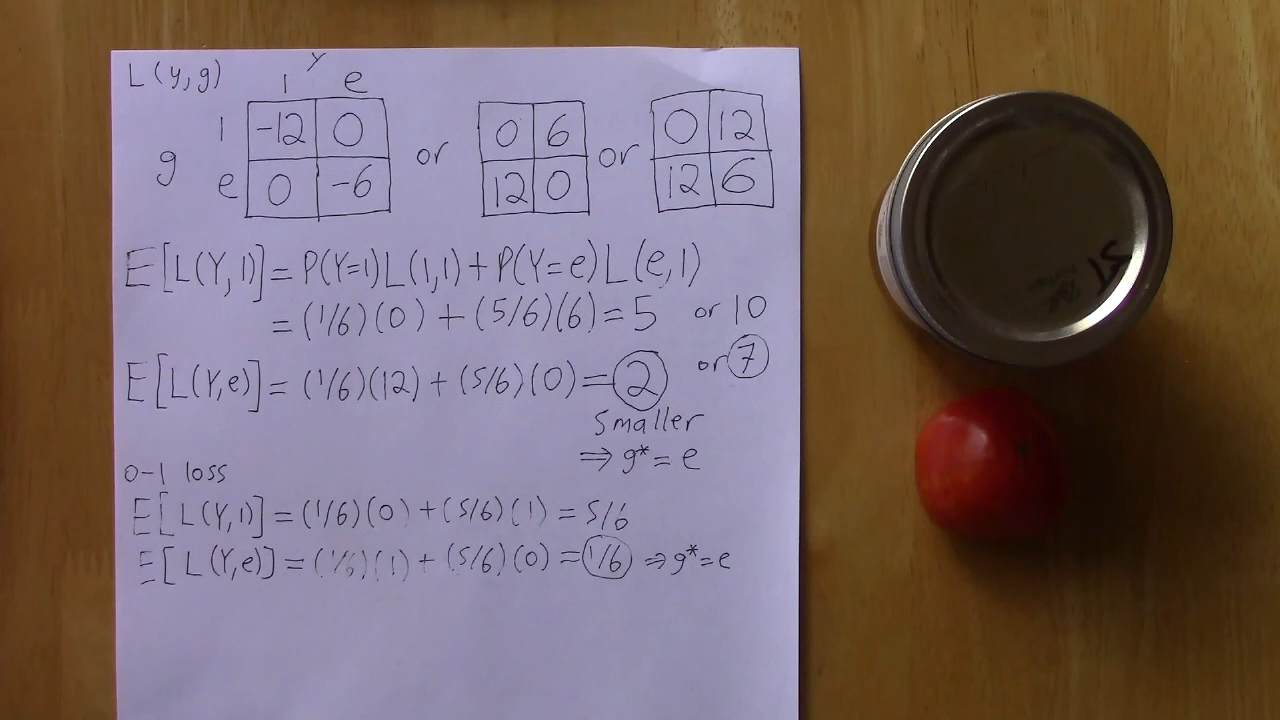 L(y,g)
Y
1 e
g
1 -12 0
e 0 -6
or
0 6
12 0
or
0 12
12 6
E[L(Y,1)] = P(Y=1)L(1,1) + P(Y=e)L(e,1)
= (1/6)(0) + (5/6)(6) = 5 or 10
E[L(Y,e)] = (1/6)(12) + (5/6)(0) = 2 or 7
smaller
⇒ g* = e
0-1 loss
E[L(Y,1)] = (1/6)(0) + (5/6)(1) = 5/6
E[L(Y,e)] = (1/6)(1) + (5/6)(0) = 1/6 ⇒ g* = e